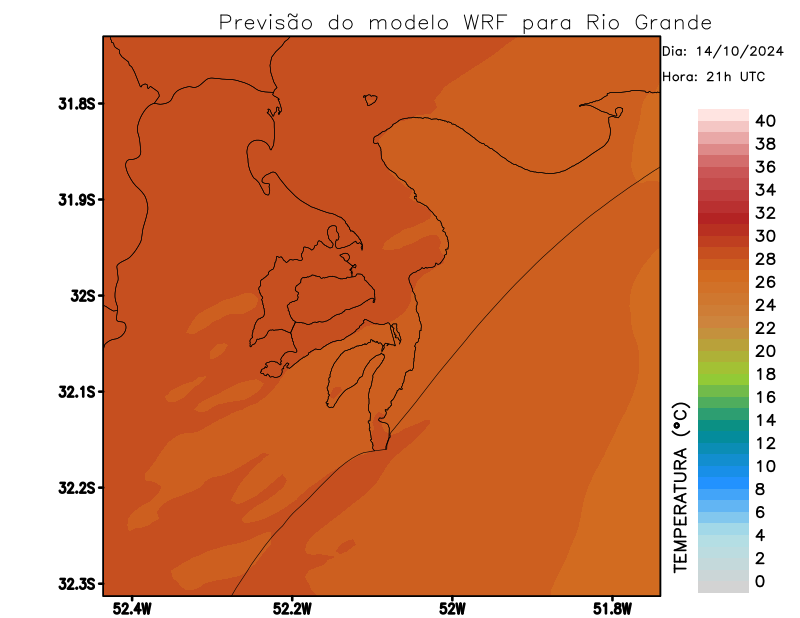 Previsão do modelo WRF para Rio Grande
Dia: 14/10/2024
Hora: 21h UTC
31.8S
31.9S
32S
32.1S
32.2S
32.3S
52.4W
52.2W
52W
51.8W
TEMPERATURA (°C)
40
38
36
34
32
30
28
26
24
22
20
18
16
14
12
10
8
6
4
2
0